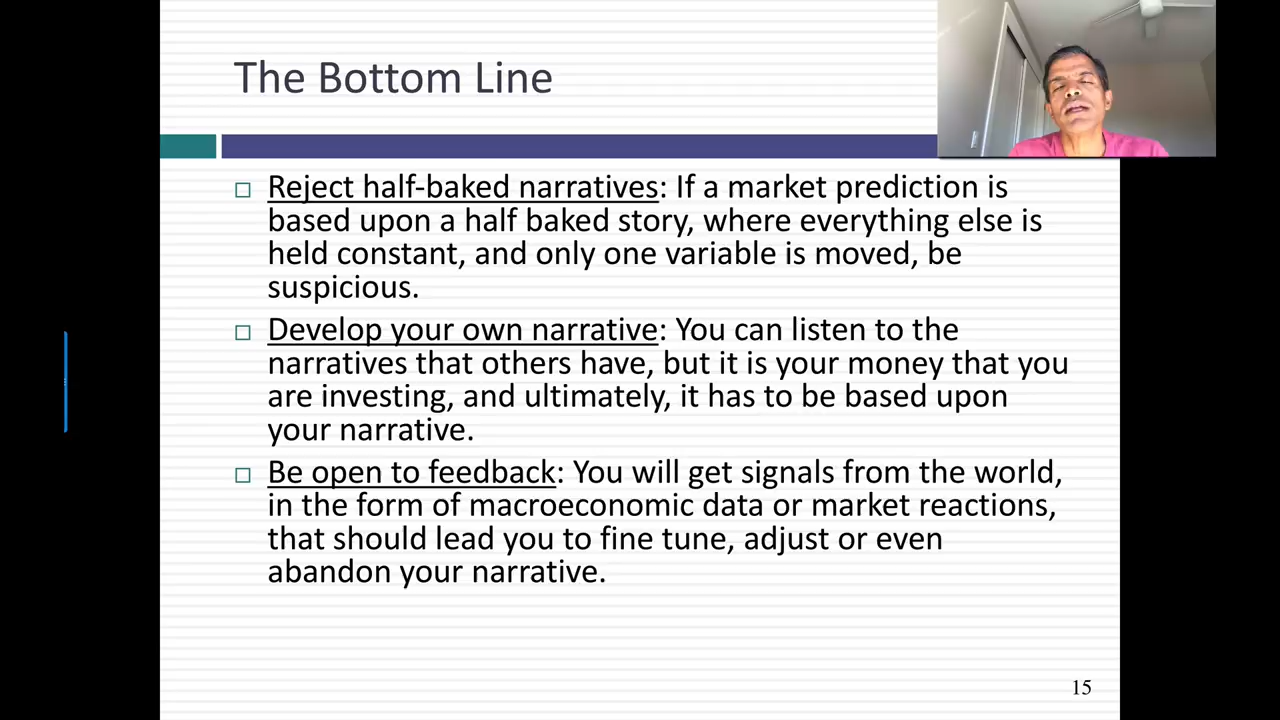 The Bottom Line
Reject half-baked narratives: If a market prediction is
based upon a half baked story, where everything else is
held constant, and only one variable is moved, be
suspicious.
Develop your own narrative: You can listen to the
narratives that others have, but it is your money that you
are investing, and ultimately, it has to be based upon
your narrative.
Be open to feedback: You will get signals from the world,
in the form of macroeconomic data or market reactions,
that should lead you to fine tune, adjust or even
abandon your narrative.
15